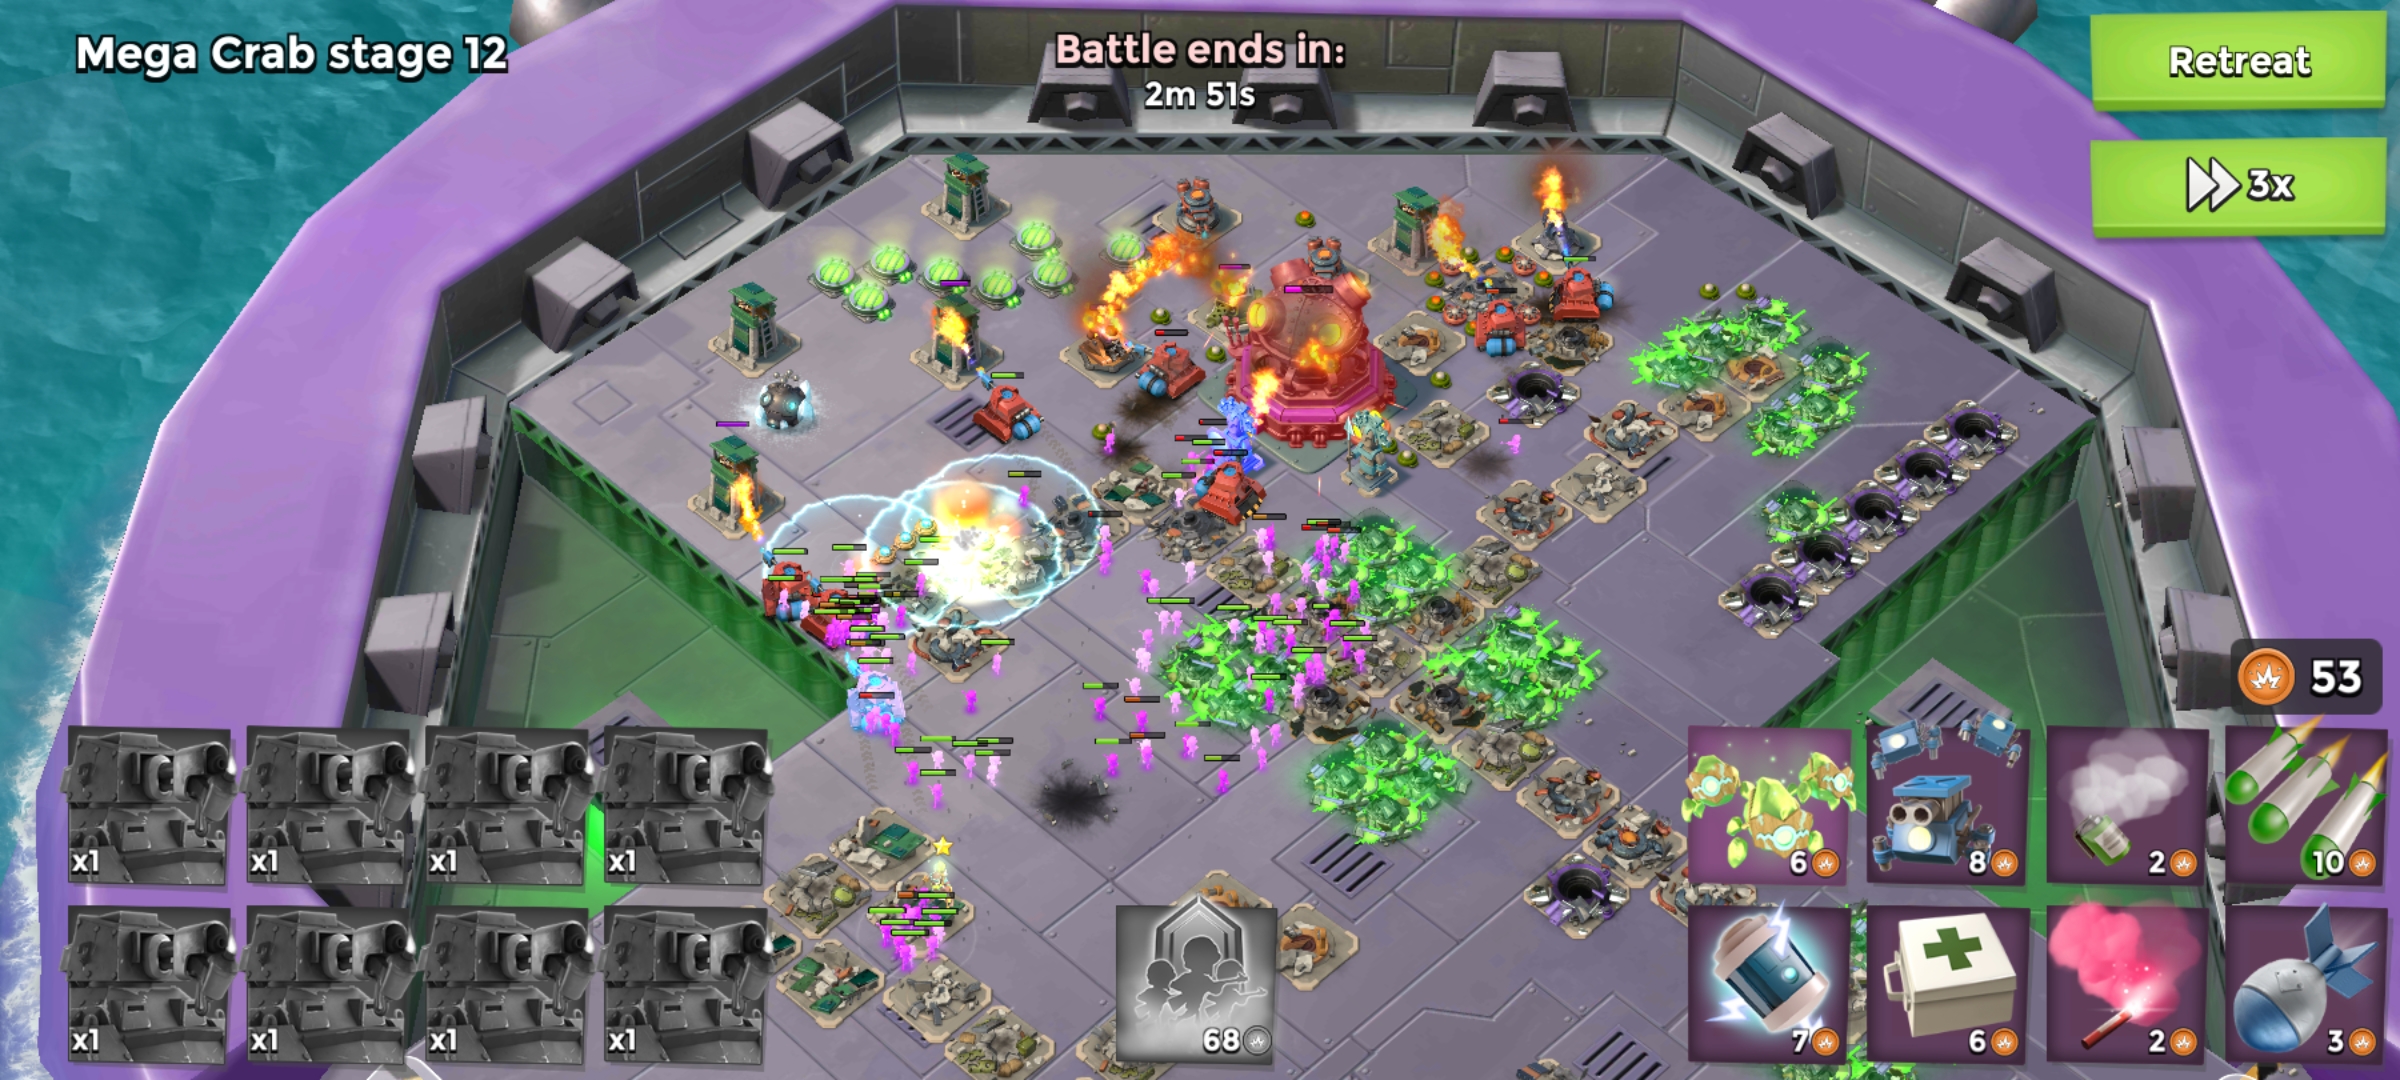 Mega Crab stage 12
Battle ends in:
2m 51s
Retreat
3x
53
x1
x1
x1
x1
6
8
2
10
x1
x1
x1
x1
68
7
6
2
3